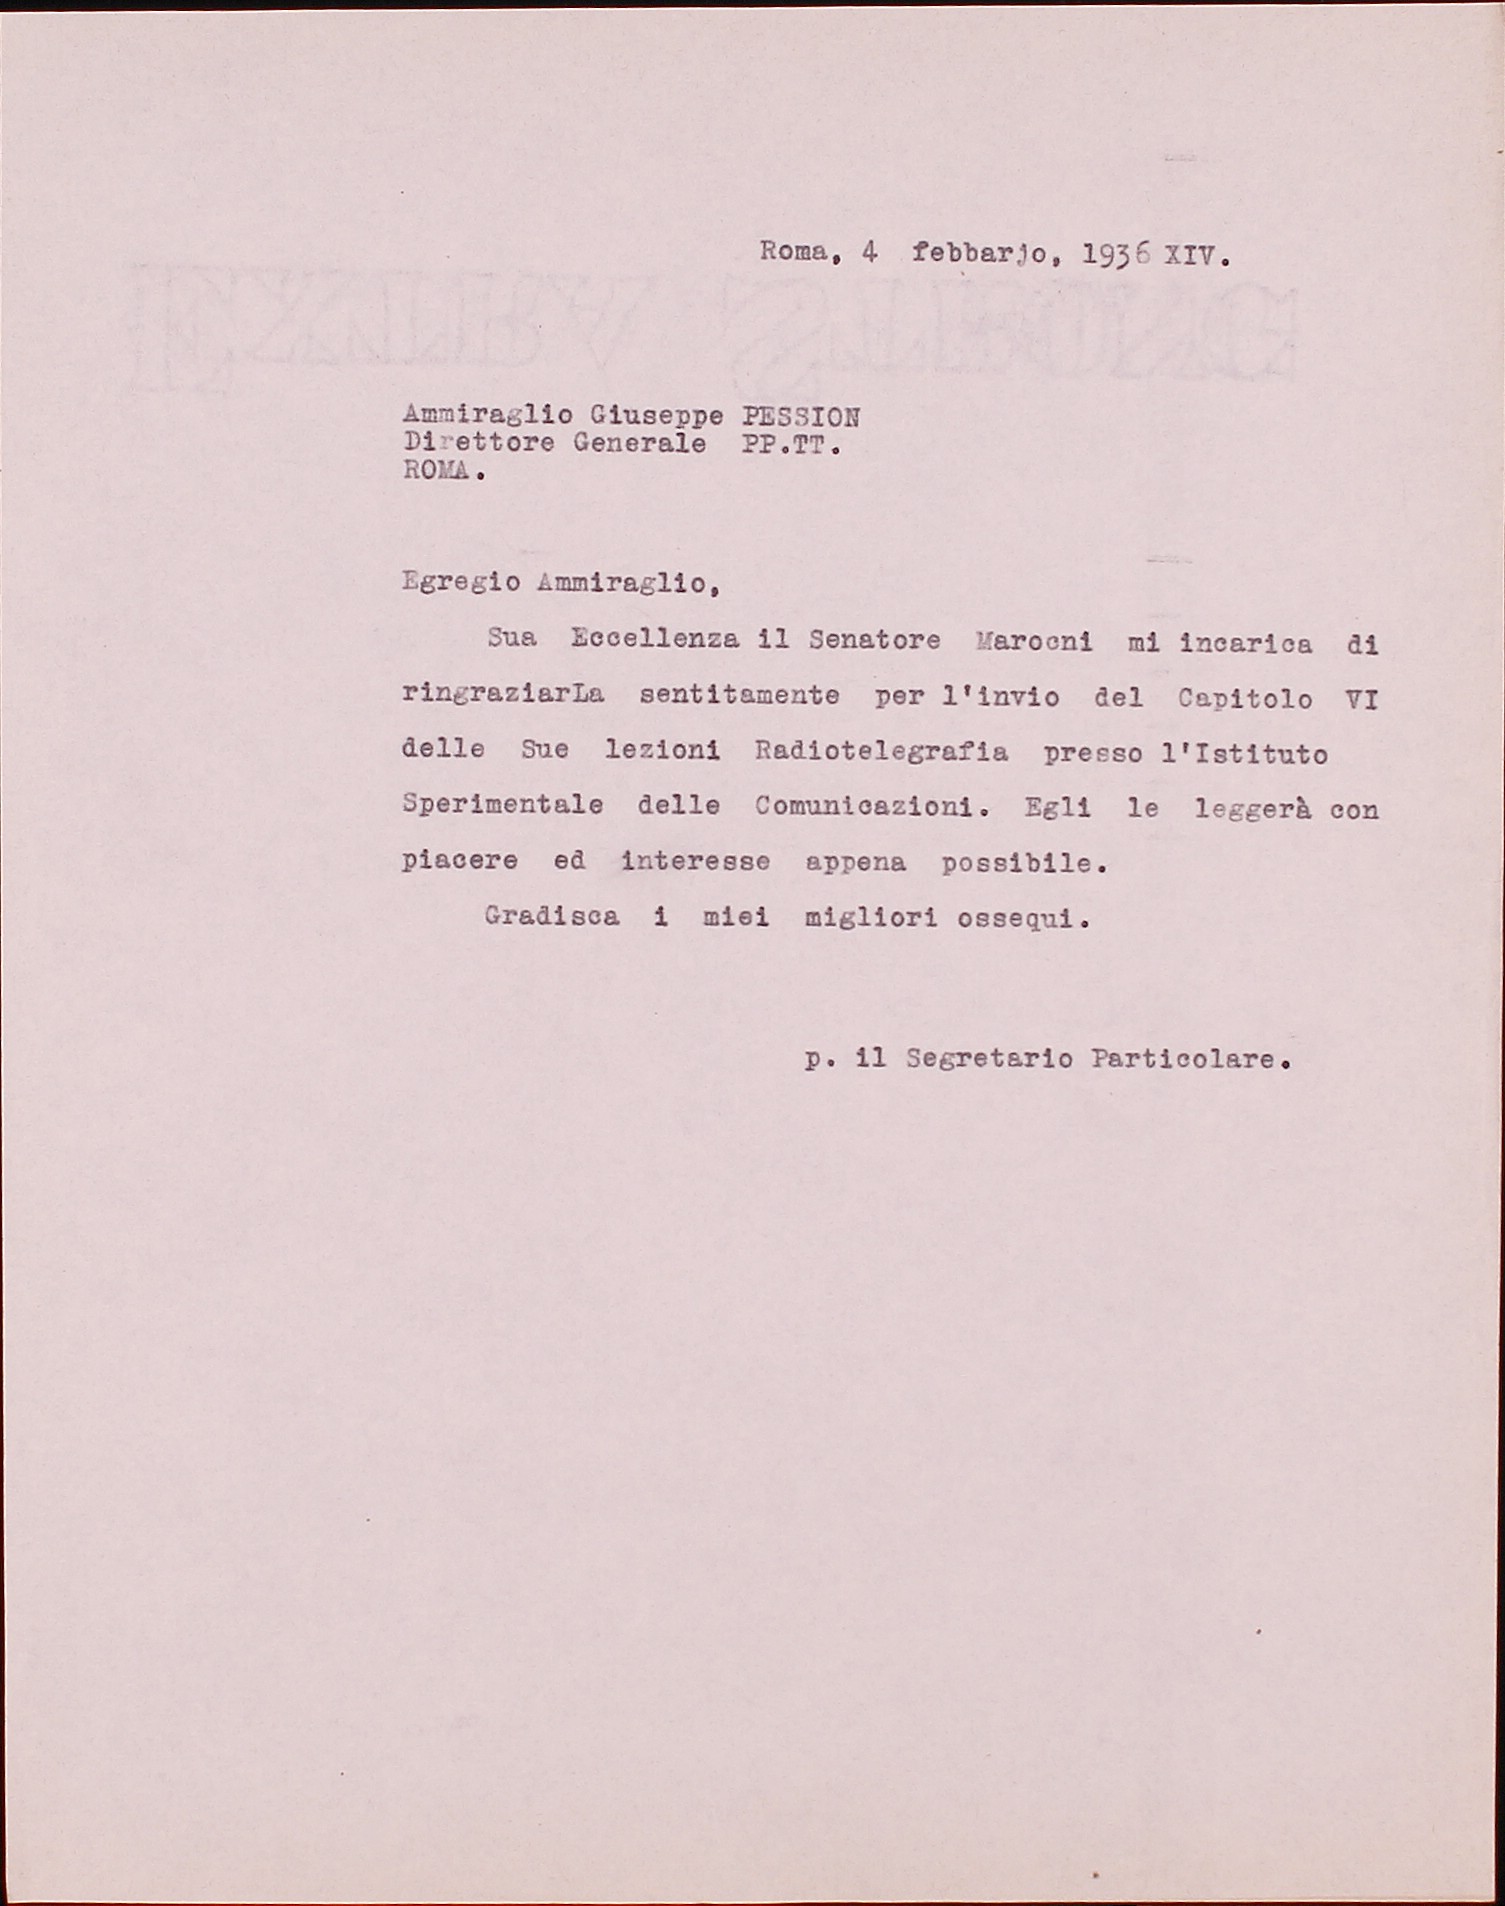 Roma, 4 febbarjo, 1936 XIV.
Ammiraglio Giuseppe PESSION
Direttore Generale PP.TT.
ROMA.
Egregio Ammiraglio,
Sua Eccellenza il Senatore Marocni mi incarica di
ringraziarLa sentitamente per l'invio del Capitolo VI
delle Sue lezioni Radiotelegrafia presso l'Istituto
Sperimentale delle Comunicazioni. Egli le leggerà con
piacere ed interesse appena possibile.
Gradisca i miei migliori ossequi.
p. il Segretario Particolare.